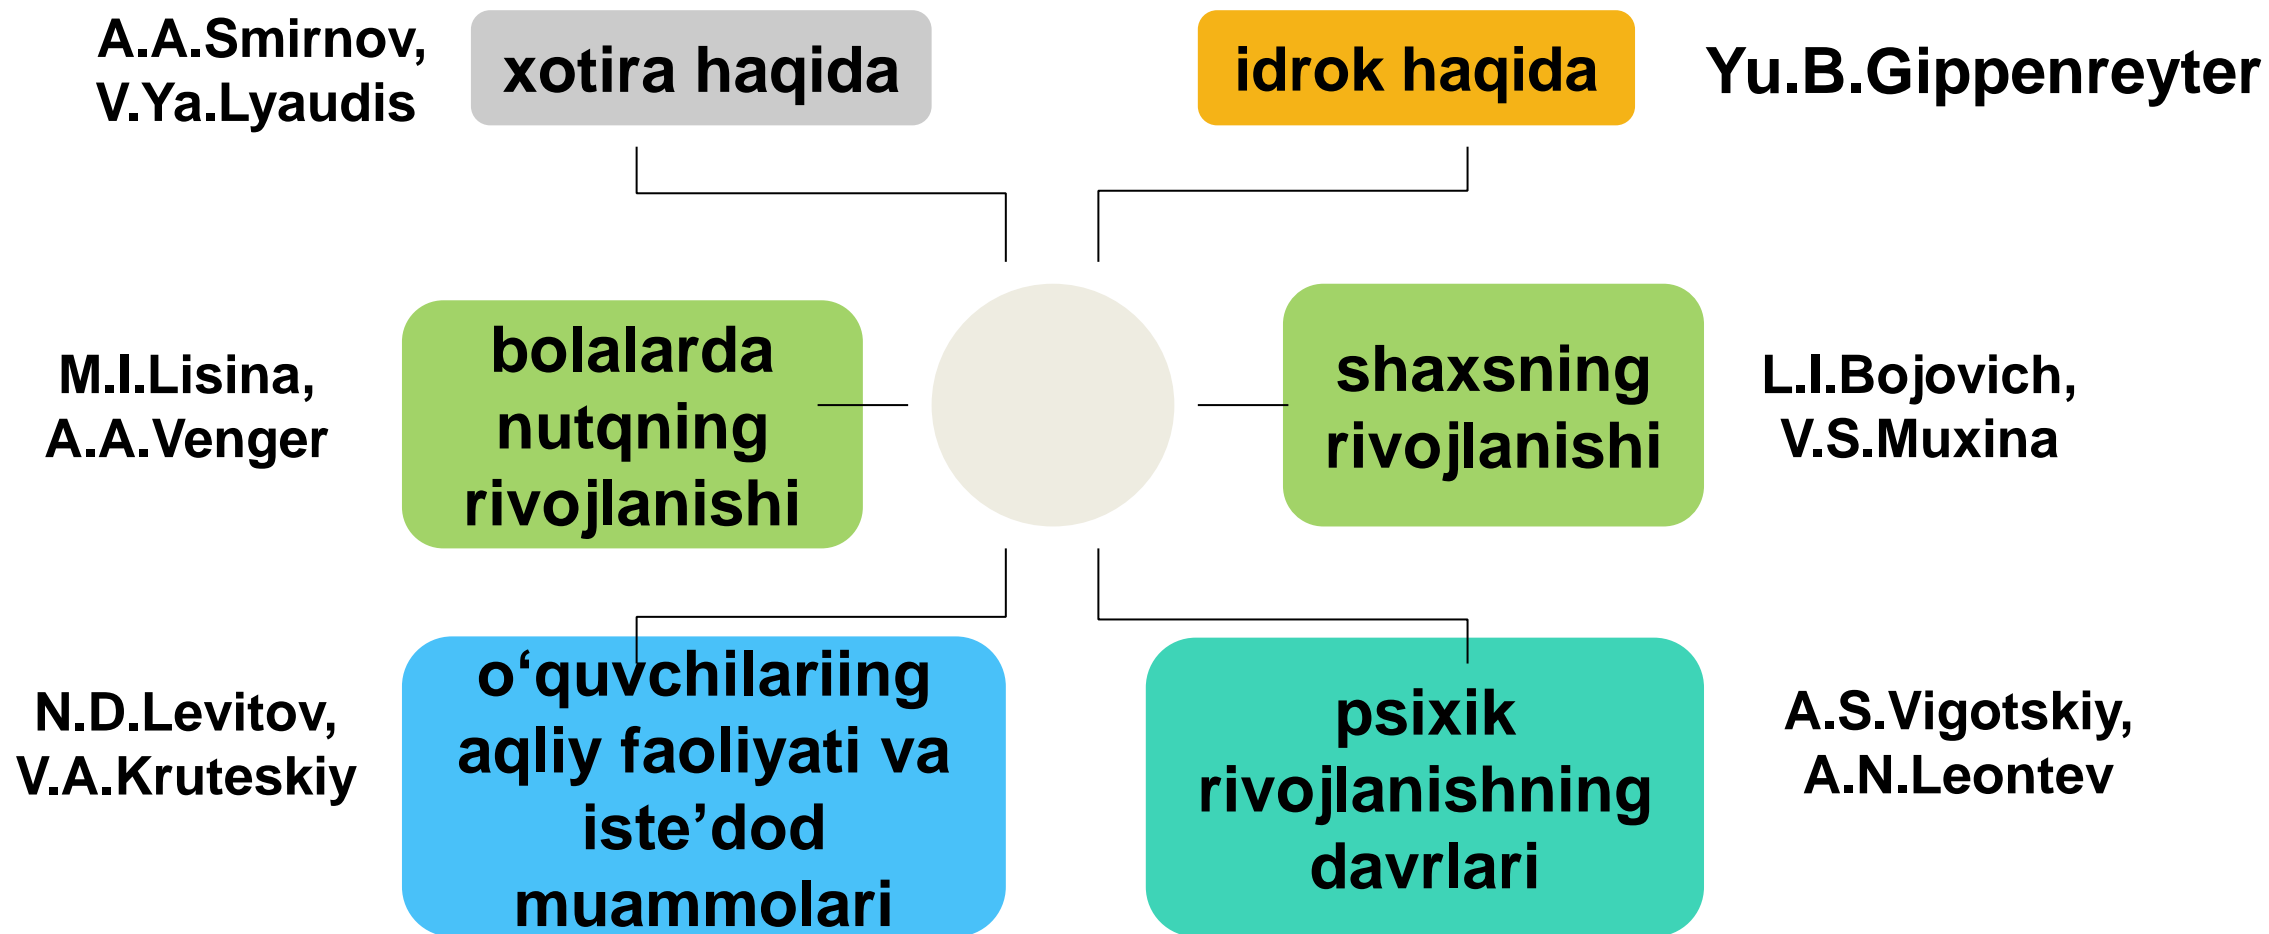 A.A.Smirnov,
V.Ya.Lyaudis
xotira haqida
idrok haqida
Yu.B.Gippenreyter
M.I.Lisina,
A.A.Venger
bolalarda
nutqning
rivojlanishi
shaxsning
rivojlanishi
L.I.Bojovich,
V.S.Muxina
N.D.Levitov,
V.A.Kruteskiy
o‘quvchilariing
aqliy faoliyati va
iste’dod
muammolari
psixik
rivojlanishning
davrlari
A.S.Vigotskiy,
A.N.Leontev